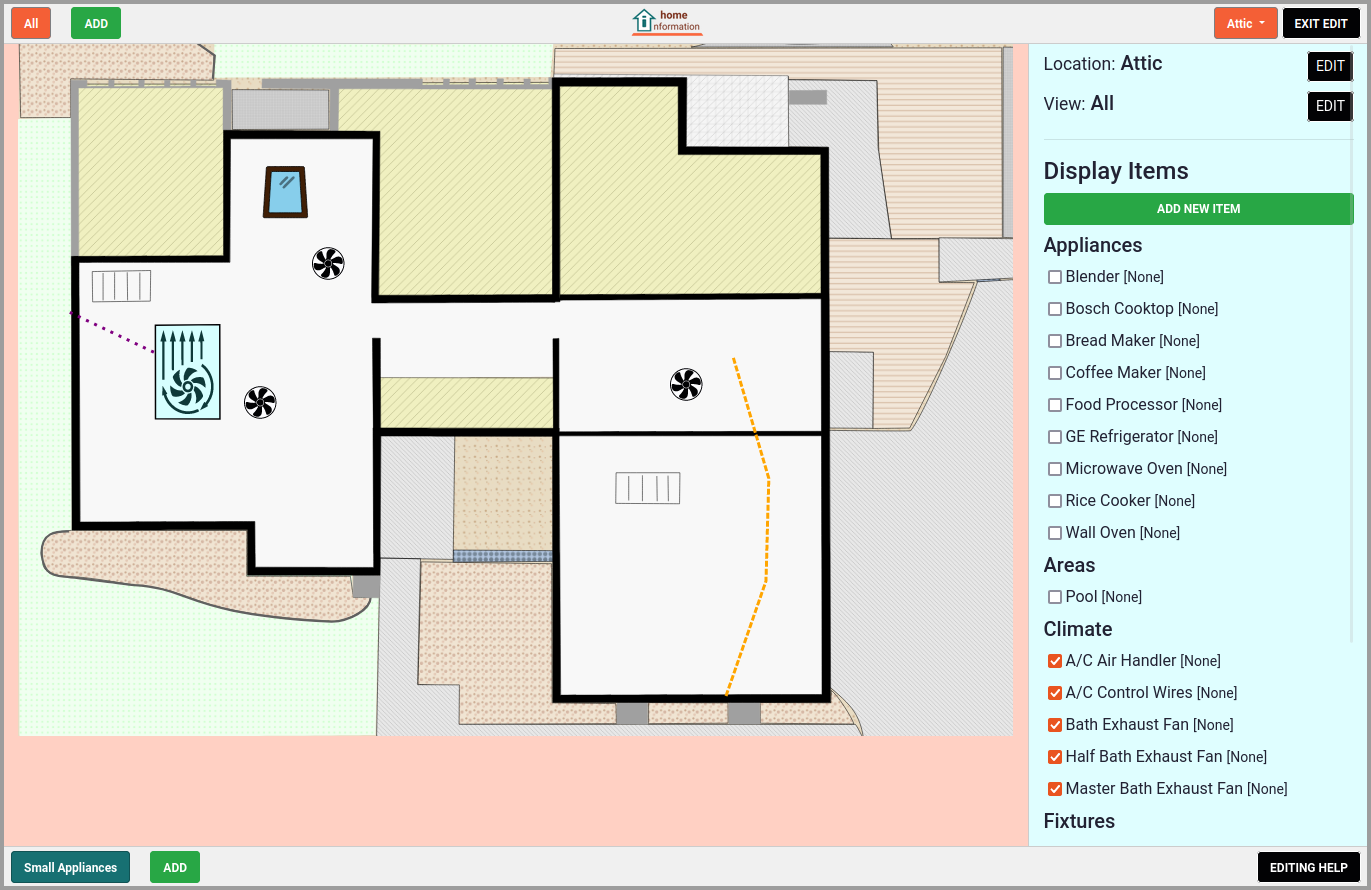 All
ADD
home
information
Attic
EXIT EDIT
Location: Attic
EDIT
View: All
EDIT
Display Items
ADD NEW ITEM
Appliances
Blender [None]
Bosch Cooktop [None]
Bread Maker [None]
Coffee Maker [None]
Food Processor [None]
GE Refrigerator [None]
Microwave Oven [None]
Rice Cooker [None]
Wall Oven [None]
Areas
Pool [None]
Climate
A/C Air Handler [None]
A/C Control Wires [None]
Bath Exhaust Fan [None]
Half Bath Exhaust Fan [None]
Master Bath Exhaust Fan [None]
Fixtures
Small Appliances
ADD
EDITING HELP